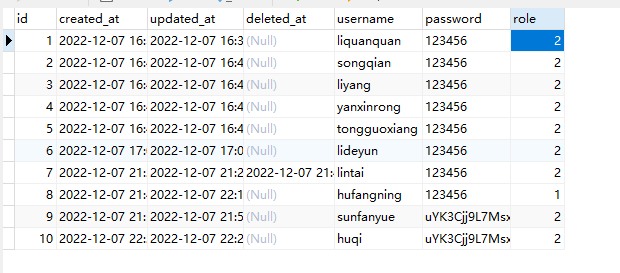 id created_at updated_at deleted_at username password role
1 2022-12-07 16: 2022-12-07 16:3 (Null) liquanquan 123456 2
2 2022-12-07 16: 2022-12-07 16:4 (Null) songqian 123456 2
3 2022-12-07 16: 2022-12-07 16:4 (Null) liyang 123456 2
4 2022-12-07 16: 2022-12-07 16:4 (Null) yanxinrong 123456 2
5 2022-12-07 16: 2022-12-07 16:4 (Null) tongguoxiang 123456 2
6 2022-12-07 17:0 2022-12-07 17:0 (Null) lideyun 123456 2
7 2022-12-07 21: 2022-12-07 21:2 2022-12-07 21: lintai 123456 2
8 2022-12-07 21: 2022-12-07 22:1 (Null) hufangning 123456 1
9 2022-12-07 21: 2022-12-07 21:5 (Null) sunfanyue uYK3Cjj9L7Msx 2
10 2022-12-07 22: 2022-12-07 22:2 (Null) huqi uYK3Cjj9L7Msx 2